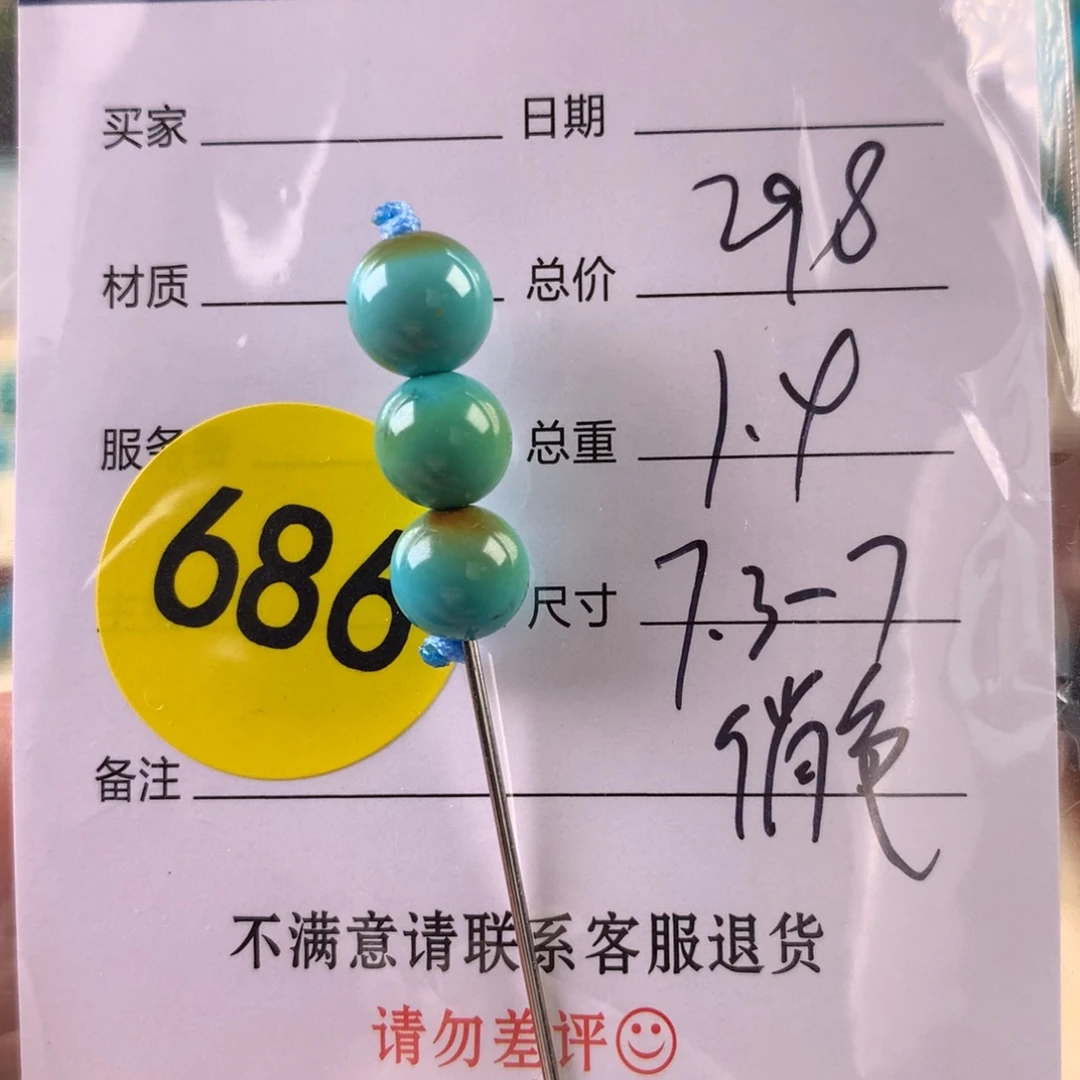 买家 日期
材质 总价 298
服务 总重 1.4
686
尺寸 7.3-7
备注 俏色
不满意请联系客服退货
请勿差评